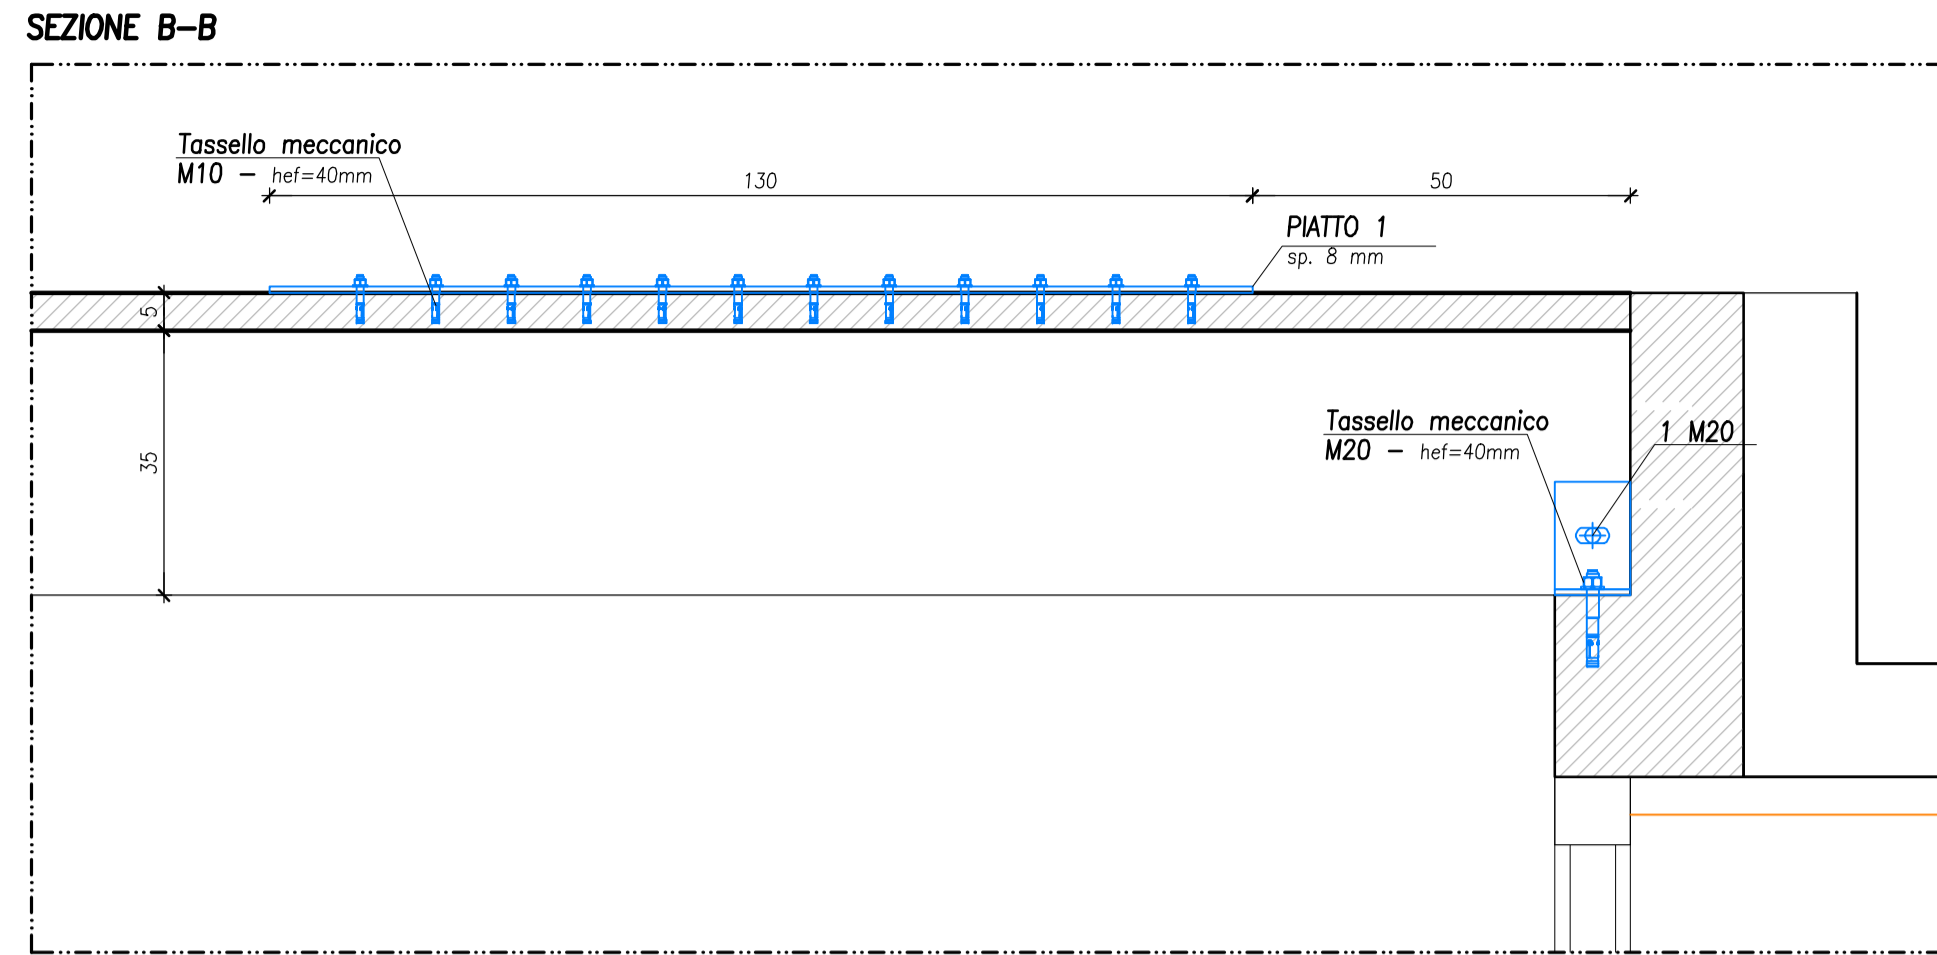 SEZIONE B-B
Tassello meccanico
M10 - hef=40mm
130
50
PIATTO 1
sp. 8 mm
5
35
Tassello meccanico
M20 - hef=40mm
1 M20